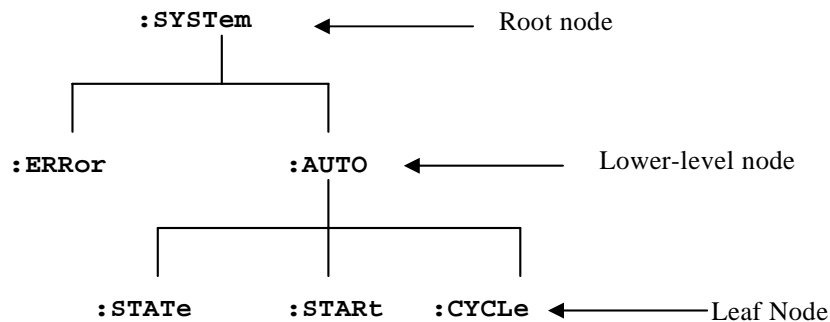 :SYSTem Root node
:ERRor :AUTO Lower-level node
:STATe :STARt :CYCLe Leaf Node